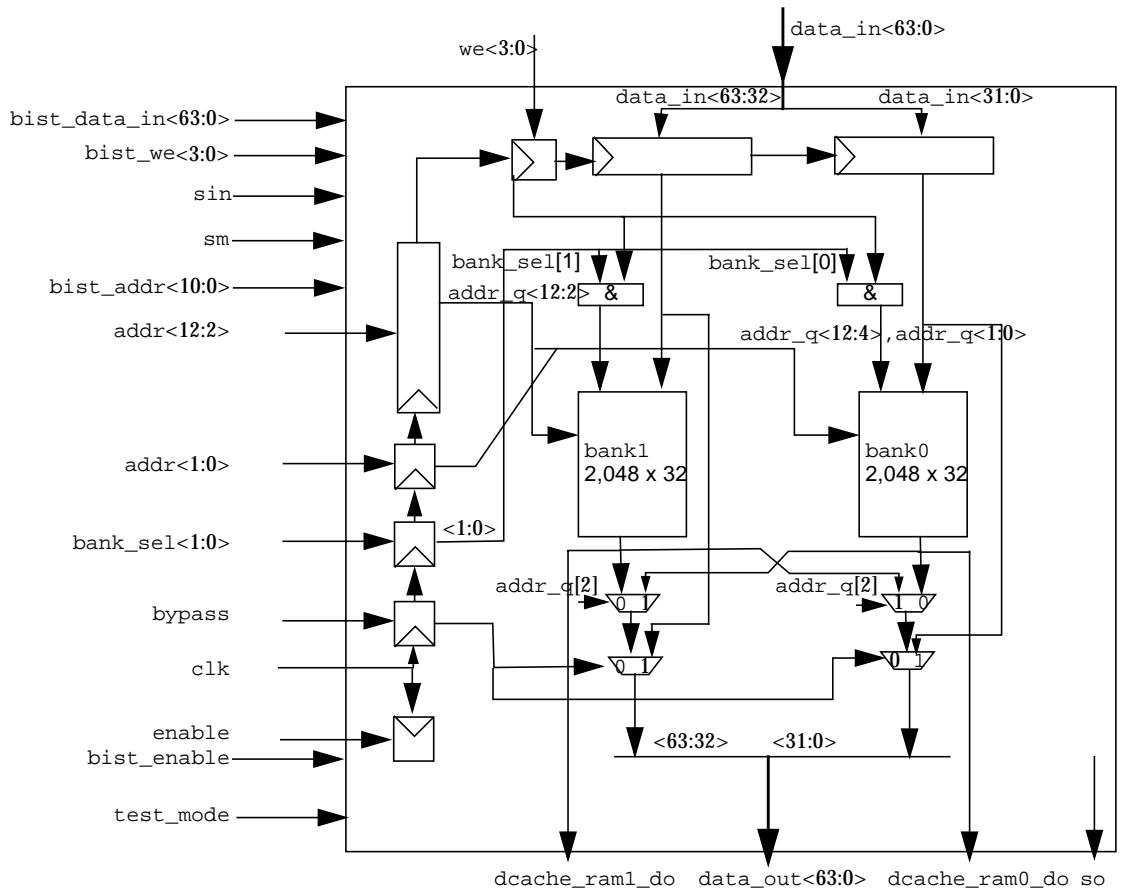 data_in<63:0>
we<3:0>
data_in<63:32>
data_in<31:0>
bist_data_in<63:0>
bist_we<3:0>
sin
sm
bank_sel[1]
bank_sel[0]
bist_addr<10:0>
addr_q<12:2>
&
&
addr<12:2>
addr_q<12:4>,addr_q<1:0>
bank1
2,048 x 32
bank0
2,048 x 32
addr<1:0>
<1:0>
bank_sel<1:0>
addr_q[2]
0 1
addr_q[2]
1 0
bypass
0 1
0 1
clk
enable
<63:32>
<31:0>
bist_enable
test_mode
dcache_ram1_do
data_out<63:0>
dcache_ram0_do
so